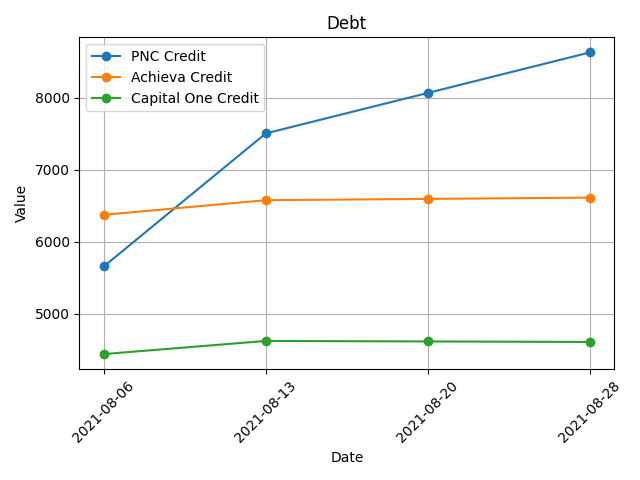 Debt
PNC Credit
Achieva Credit
Capital One Credit
8000
7000
6000
5000
Value
2021-08-06
2021-08-13
2021-08-20
2021-08-28
Date